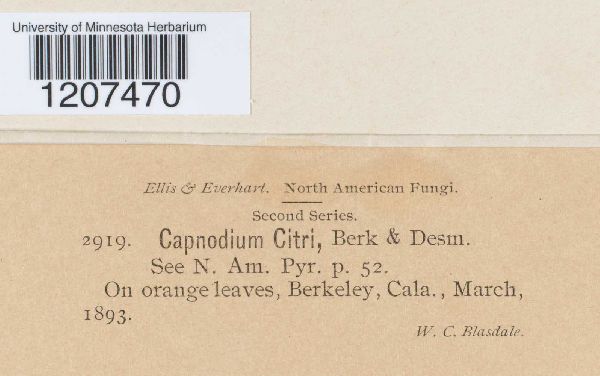 University of Minnesota Herbarium
1207470
Ellis & Everhart. North American Fungi.
Second Series.
2919. Capnodium Citri, Berk & Desm.
See N. Am. Pyr. p. 52.
On orange leaves, Berkeley, Cala., March,
1893.
W. C. Blasdale.